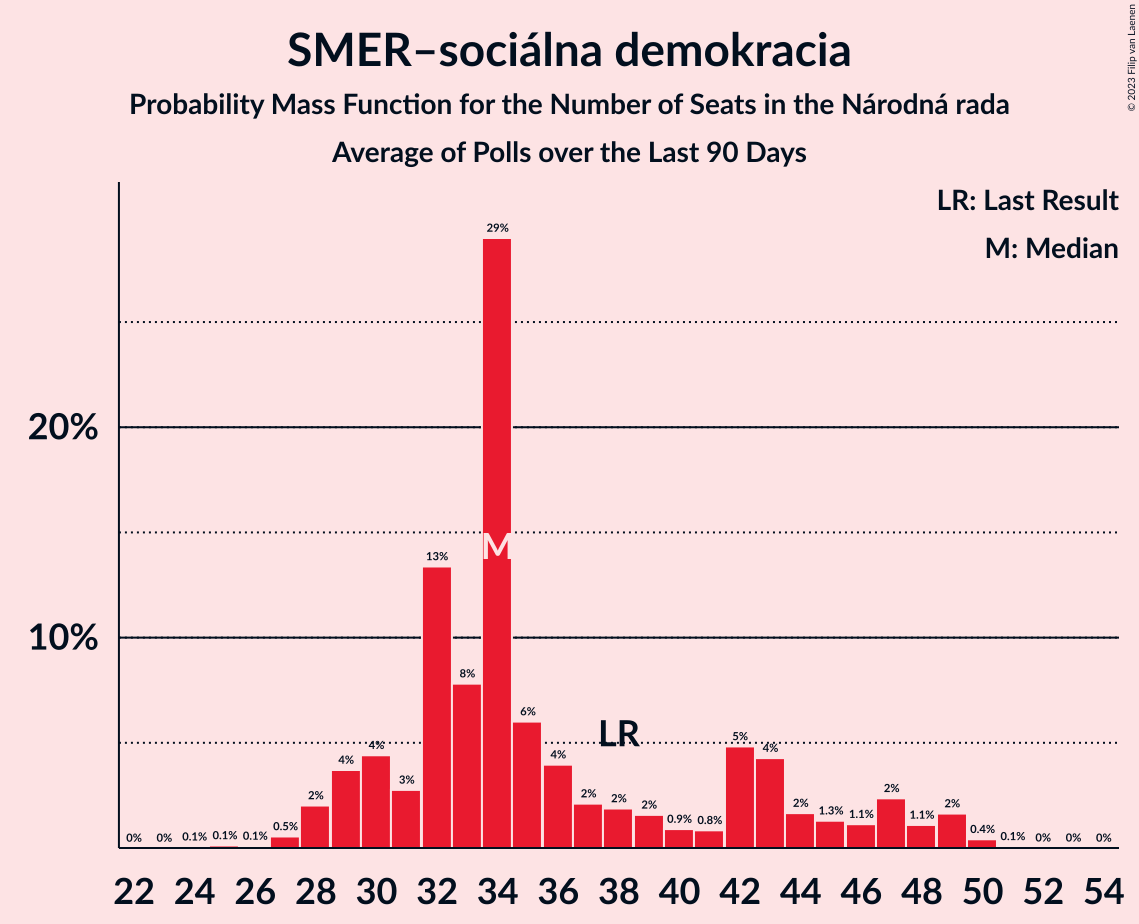 SMER–sociálna demokracia
Probability Mass Function for the Number of Seats in the Národná rada
Average of Polls over the Last 90 Days
© 2023 Filip van Laenen
LR: Last Result
M: Median
20%
10%
0% 0% 0.1% 0.1% 0.1% 0.5% 2% 4% 4% 3% 13% 8% 29% 6% 4% 2% 2% 2% 0.9% 0.8% 5% 4% 2% 1.3% 1.1% 2% 1.1% 2% 0.4% 0.1% 0% 0% 0%
M
LR
22 24 26 28 30 32 34 36 38 40 42 44 46 48 50 52 54